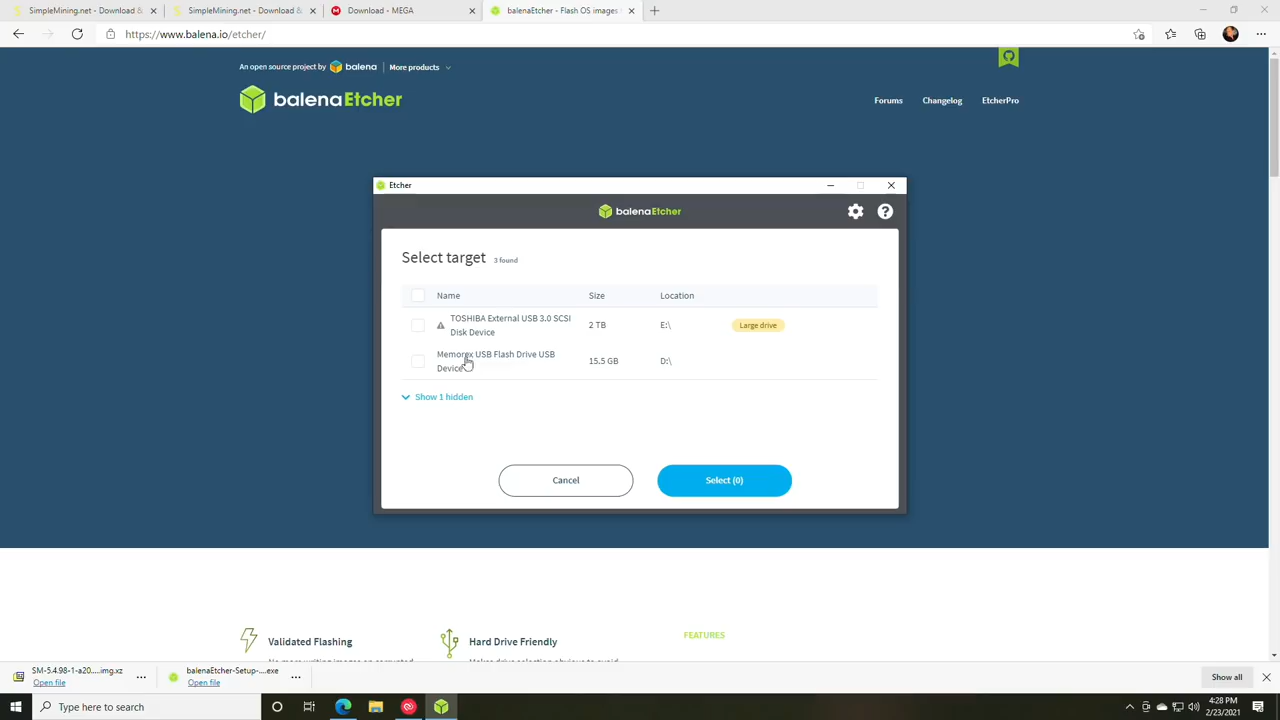 SimpleMining.net - Download &
SimpleMining.net - Download &
Download - MEGA
balenaEtcher - Flash OS images
https://www.balena.io/etcher/
An open source project by balena More products
balenaEtcher
Forums Changelog EtcherPro
Etcher
balenaEtcher
Select target 3 found
Name Size Location
TOSHIBA External USB 3.0 SCSI
Disk Device
2 TB E:\ Large drive
Memorex USB Flash Drive USB
Device
15.5 GB D:\
Show 1 hidden
Cancel Select (0)
Validated Flashing
Hard Drive Friendly
FEATURES
SM-5.4.98-1-a20....img.xz
Open file
balenaEtcher-Setup-....exe
Open file
Show all
Type here to search
4:28 PM
2/23/2021